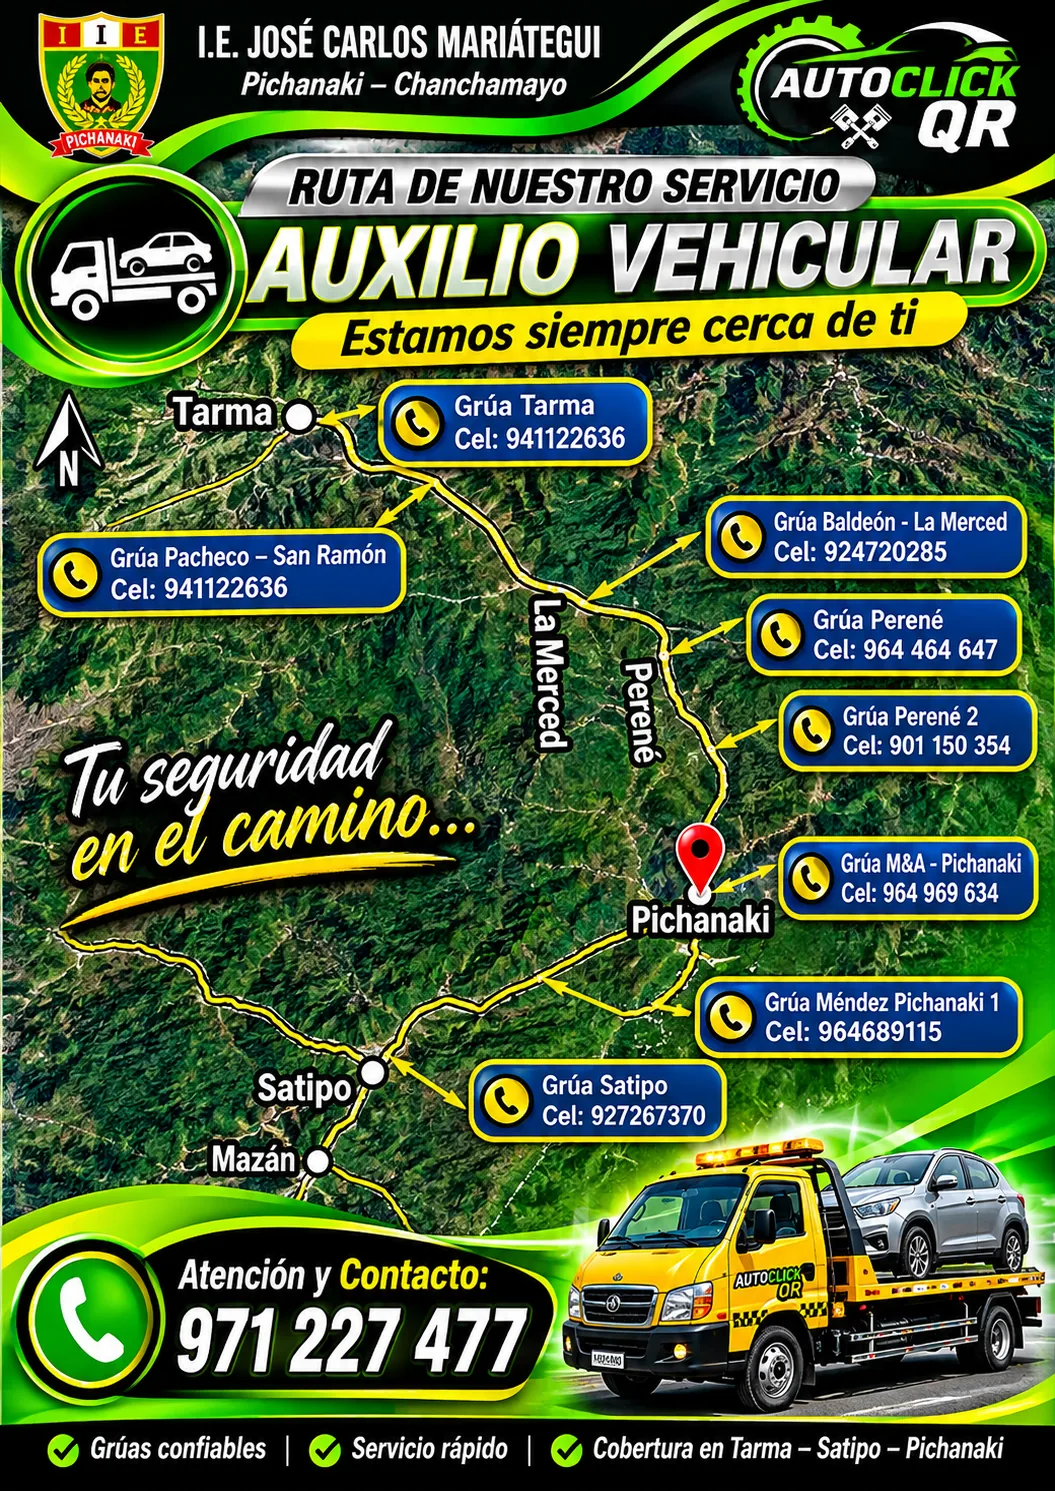 I I E
PICHANAKI
I.E. JOSÉ CARLOS MARIÁTEGUI
Pichanaki – Chanchamayo
AUTOCLICK
QR
RUTA DE NUESTRO SERVICIO
AUXILIO VEHICULAR
Estamos siempre cerca de ti
N
Tarma
Grúa Tarma
Cel: 941122636
Grúa Pacheco – San Ramón
Cel: 941122636
Grúa Baldeón - La Merced
Cel: 924720285
La Merced
Grúa Perené
Cel: 964 464 647
Perené
Grúa Perené 2
Cel: 901 150 354
Tu seguridad
en el camino...
Grúa M&A - Pichanaki
Cel: 964 969 634
Pichanaki
Grúa Méndez Pichanaki 1
Cel: 964689115
Satipo
Grúa Satipo
Cel: 927267370
Mazán
Atención y Contacto:
971 227 477
AUTOCLICK
QR
Grúas confiables | Servicio rápido | Cobertura en Tarma – Satipo – Pichanaki